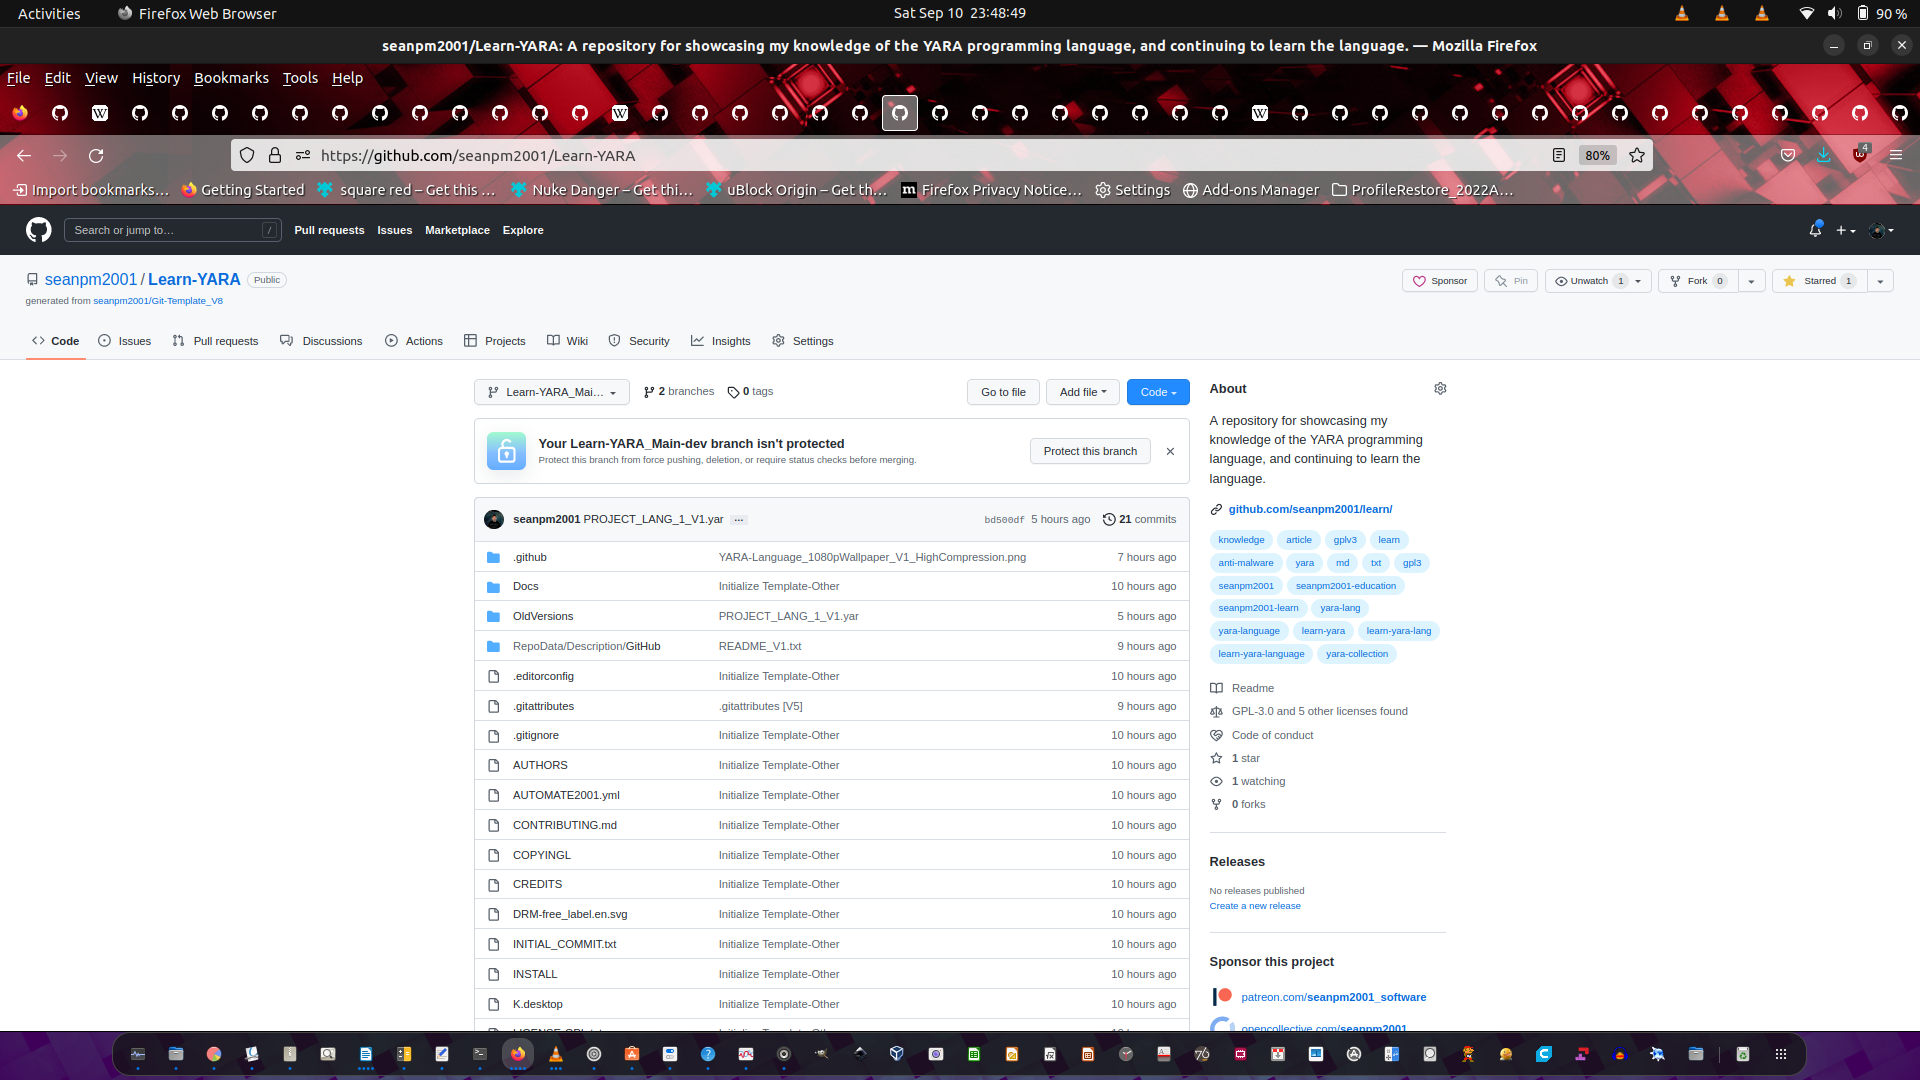 Activities Firefox Web Browser Sat Sep 10 23:48:49 90 %
seanpm2001/Learn-YARA: A repository for showcasing my knowledge of the YARA programming language, and continuing to learn the language. — Mozilla Firefox
File Edit View History Bookmarks Tools Help
https://github.com/seanpm2001/Learn-YARA 80% 4
Import bookmarks… Getting Started square red – Get this … Nuke Danger – Get thi… uBlock Origin – Get th… Firefox Privacy Notice… Settings Add-ons Manager ProfileRestore_2022A…
Search or jump to… / Pull requests Issues Marketplace Explore
seanpm2001 / Learn-YARA Public Sponsor Pin Unwatch 1 Fork 0 Starred 1
generated from seanpm2001/Git-Template_V8
Code Issues Pull requests Discussions Actions Projects Wiki Security Insights Settings
Learn-YARA_Mai… 2 branches 0 tags Go to file Add file Code
Your Learn-YARA_Main-dev branch isn't protected
Protect this branch from force pushing, deletion, or require status checks before merging.
Protect this branch
seanpm2001 PROJECT_LANG_1_V1.yar … bd500df 5 hours ago 21 commits
.github YARA-Language_1080pWallpaper_V1_HighCompression.png 7 hours ago
Docs Initialize Template-Other 10 hours ago
OldVersions PROJECT_LANG_1_V1.yar 5 hours ago
RepoData/Description/GitHub README_V1.txt 9 hours ago
.editorconfig Initialize Template-Other 10 hours ago
.gitattributes .gitattributes [V5] 9 hours ago
.gitignore Initialize Template-Other 10 hours ago
AUTHORS Initialize Template-Other 10 hours ago
AUTOMATE2001.yml Initialize Template-Other 10 hours ago
CONTRIBUTING.md Initialize Template-Other 10 hours ago
COPYINGL Initialize Template-Other 10 hours ago
CREDITS Initialize Template-Other 10 hours ago
DRM-free_label.en.svg Initialize Template-Other 10 hours ago
INITIAL_COMMIT.txt Initialize Template-Other 10 hours ago
INSTALL Initialize Template-Other 10 hours ago
K.desktop Initialize Template-Other 10 hours ago
About
A repository for showcasing my
knowledge of the YARA programming
language, and continuing to learn the
language.
github.com/seanpm2001/learn/
knowledge article gplv3 learn
anti-malware yara md txt gpl3
seanpm2001 seanpm2001-education
seanpm2001-learn yara-lang
yara-language learn-yara learn-yara-lang
learn-yara-language yara-collection
Readme
GPL-3.0 and 5 other licenses found
Code of conduct
1 star
1 watching
0 forks
Releases
No releases published
Create a new release
Sponsor this project
patreon.com/seanpm2001_software
opencollective.com/seanpm2001